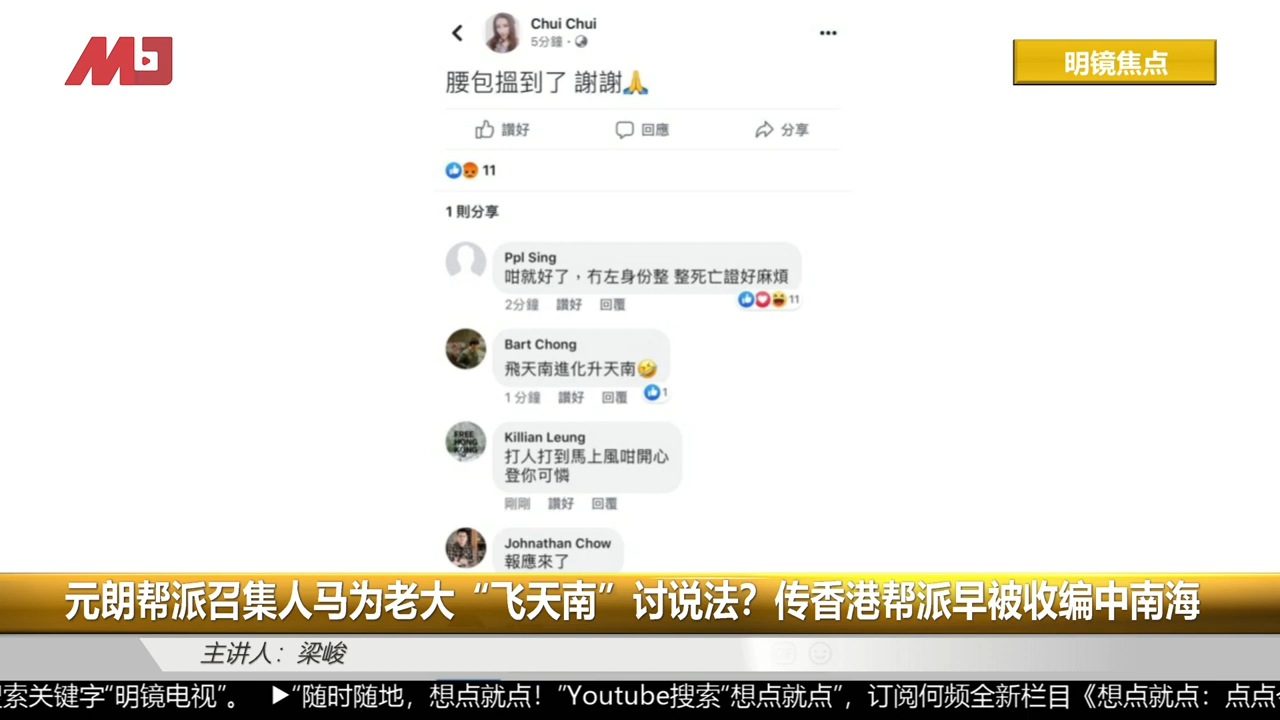 Chui Chui
5分鐘
明镜焦点
腰包搵到了 謝謝🙏
讚好 回應 分享
11
1 則分享
Ppl Sing
咁就好了，冇左身份整 整死亡證好麻煩
2分鐘 讚好 回覆 11
Bart Chong
飛天南進化升天南🤣
1 分鐘 讚好 回覆 1
FREE HONG KONG
Killian Leung
打人打到馬上風咁開心
登你可憐
剛剛 讚好 回覆
Johnathan Chow
報應來了
元朗帮派召集人马为老大“飞天南”讨说法？传香港帮派早被收编中南海
主讲人：梁峻
搜索关键字“明镜电视”。 ▶“随时随地，想点就点！”Youtube搜索“想点就点”，订阅何频全新栏目《想点就点：点点